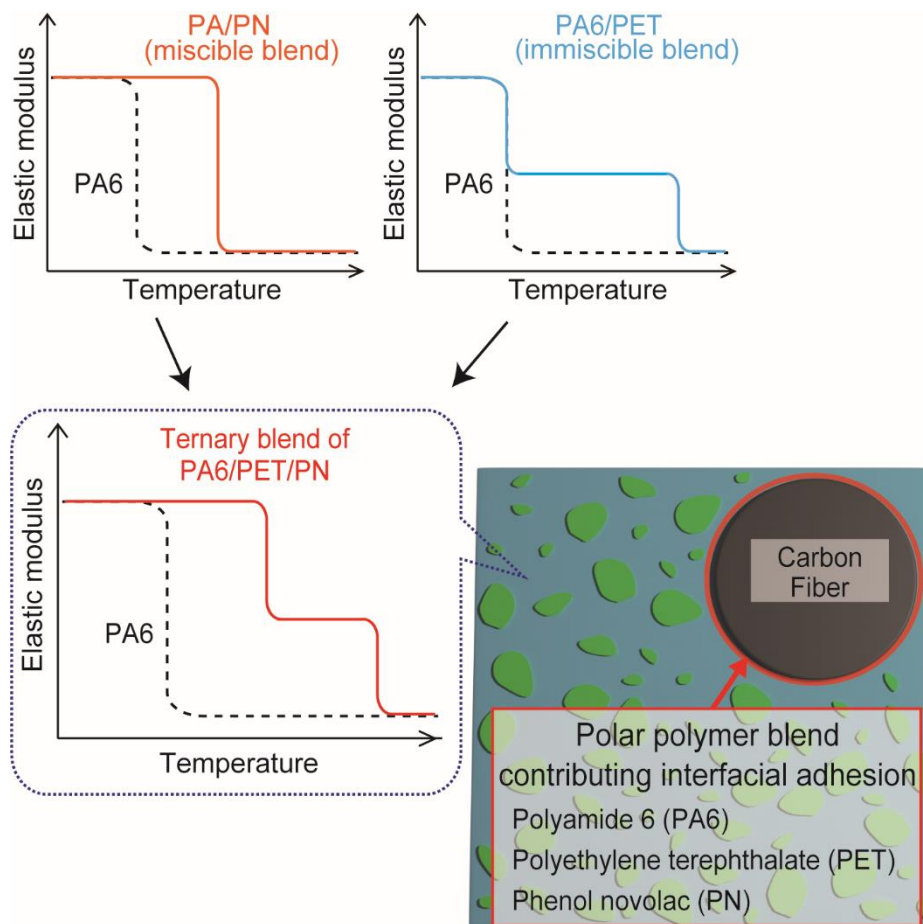 PA/PN
(miscible blend)
Elastic modulus
PA6
Temperature
PA6/PET
(immiscible blend)
Elastic modulus
PA6
Temperature
Ternary blend of
PA6/PET/PN
Elastic modulus
PA6
Temperature
Carbon
Fiber
Polar polymer blend
contributing interfacial adhesion
Polyamide 6 (PA6)
Polyethylene terephthalate (PET)
Phenol novolac (PN)